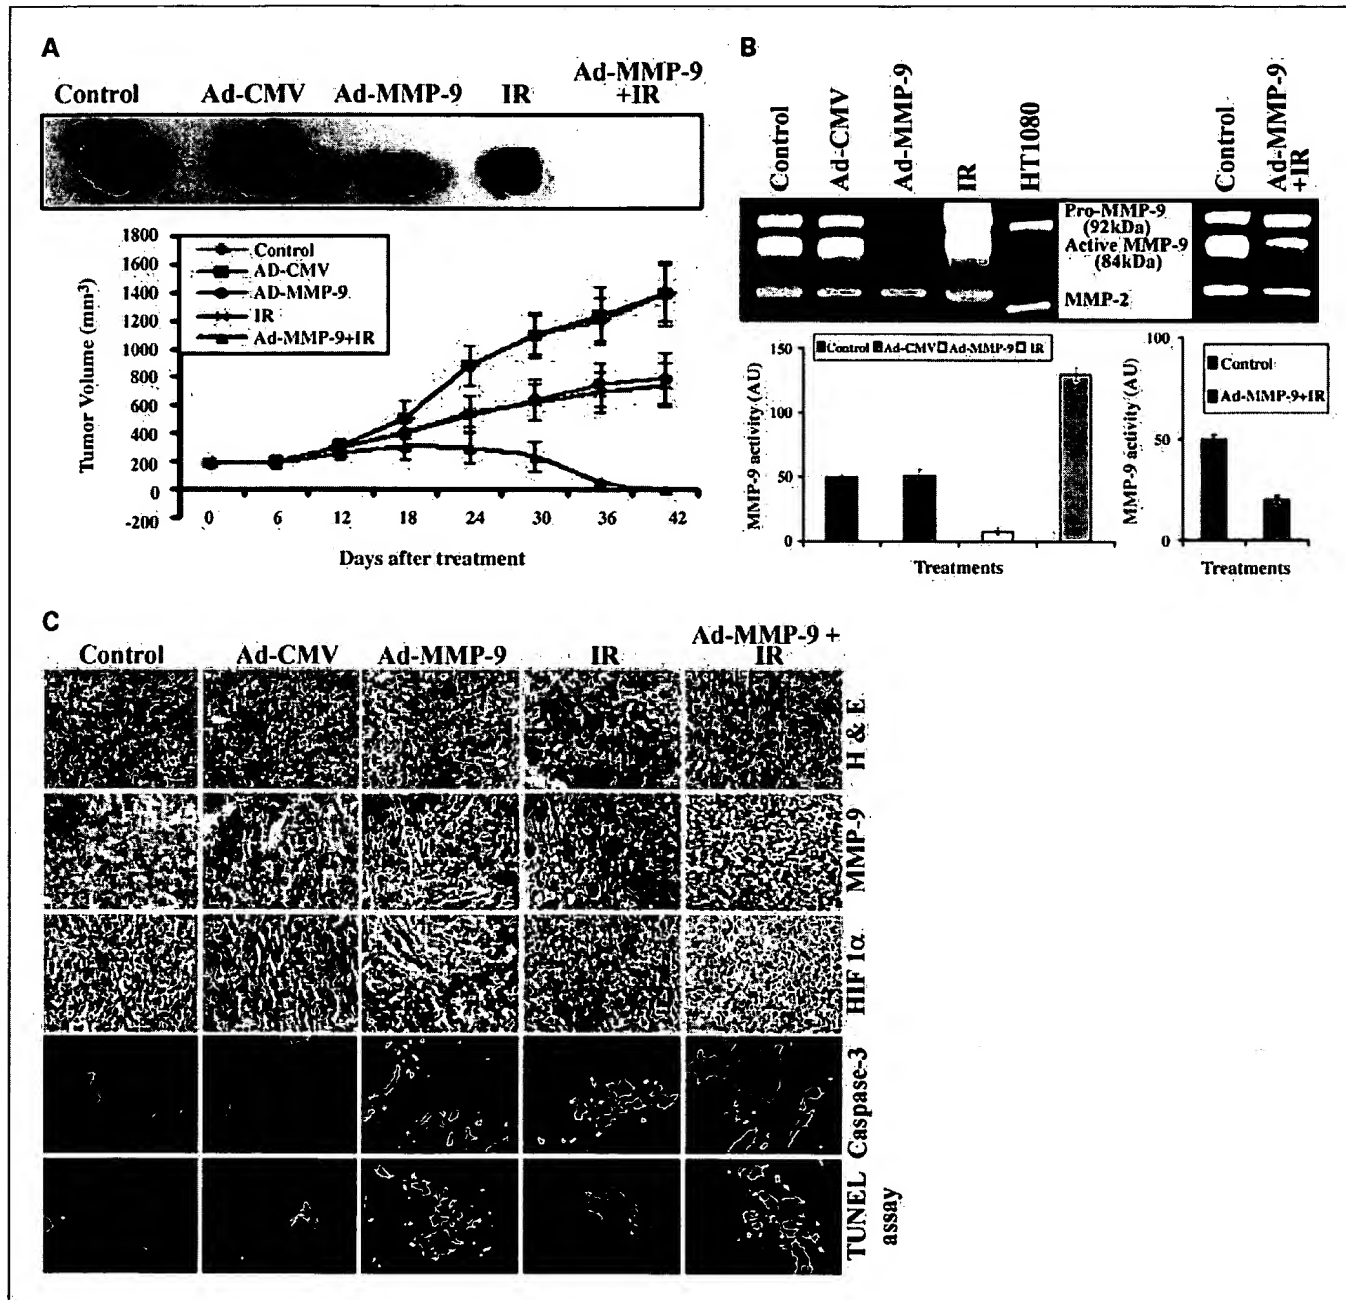 A
Control Ad-CMV Ad-MMP-9 IR Ad-MMP-9 +IR
Tumor Volume (mm³)
1800
1600
1400
1200
1000
800
600
400
200
0
-200
Control
AD-CMV
AD-MMP-9
IR
Ad-MMP-9+IR
0 6 12 18 24 30 36 42
Days after treatment
B
Control Ad-CMV Ad-MMP-9 IR HT1080 Control Ad-MMP-9 +IR
Pro-MMP-9
(92kDa)
Active MMP-9
(84kDa)
MMP-2
MMP-9 activity (AU)
150
100
50
0
Control Ad-CMV Ad-MMP-9 IR
Treatments
MMP-9 activity (AU)
100
50
0
Control
Ad-MMP-9+IR
Treatments
C
Control Ad-CMV Ad-MMP-9 IR Ad-MMP-9 + IR
H & E
MMP-9
HIF1α
Caspase-3
TUNEL assay